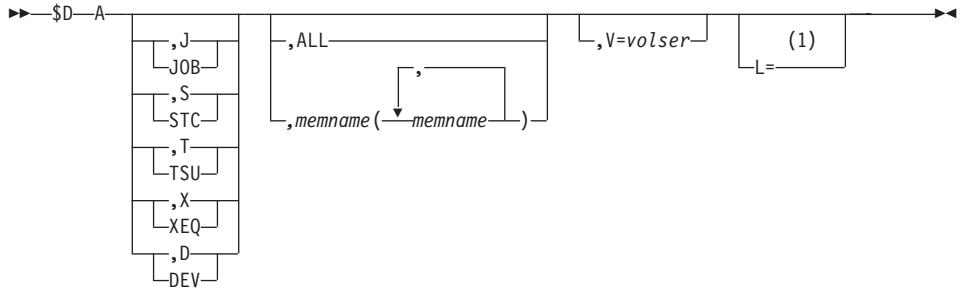 $D A
,J ,ALL ,V=volser (1)
JOB , L=
,S
STC ,memname( memname )
,T
TSU
,X
XEQ
,D
DEV